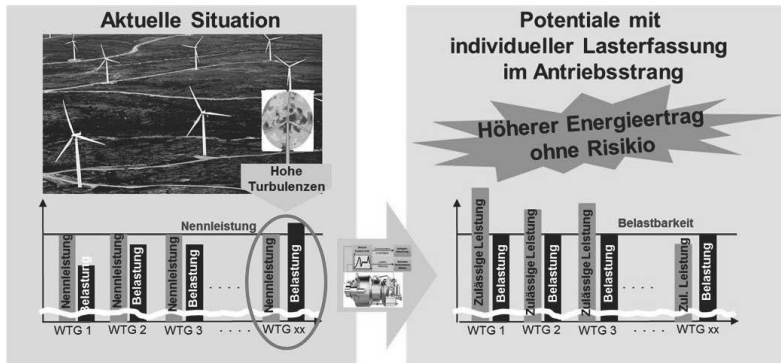 Aktuelle Situation
Hohe
Turbulenzen
Nennleistung
Nennleistung
Belastung
Nennleistung
Belastung
Nennleistung
Belastung
. . . .
Nennleistung
Belastung
WTG 1
WTG 2
WTG 3
. . . .
WTG xx
Potentiale mit
individueller Lasterfassung
im Antriebsstrang
Höherer Energieertrag
ohne Risikio
Belastbarkeit
Zulässige Leistung
Belastung
Zulässige Leistung
Belastung
Zulässige Leistung
Belastung
. . . .
Zul. Leistung
Belastung
WTG 1
WTG 2
WTG 3
. . . .
WTG xx